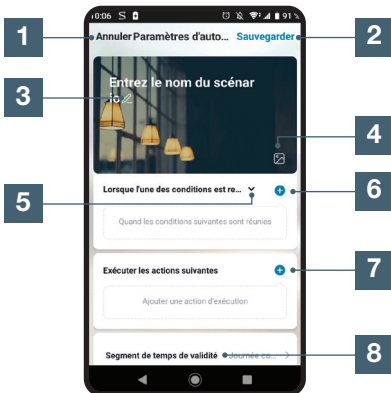 10:06 S 91%
1
Annuler Paramètres d'auto... Sauvegarder
2
Entrez le nom du scénar
io
3
4
Lorsque l'une des conditions est re...
5
6
Quand les conditions suivantes sont réunies
Exécuter les actions suivantes
7
Ajouter une action d'exécution
Segment de temps de validité
Journée co...
8